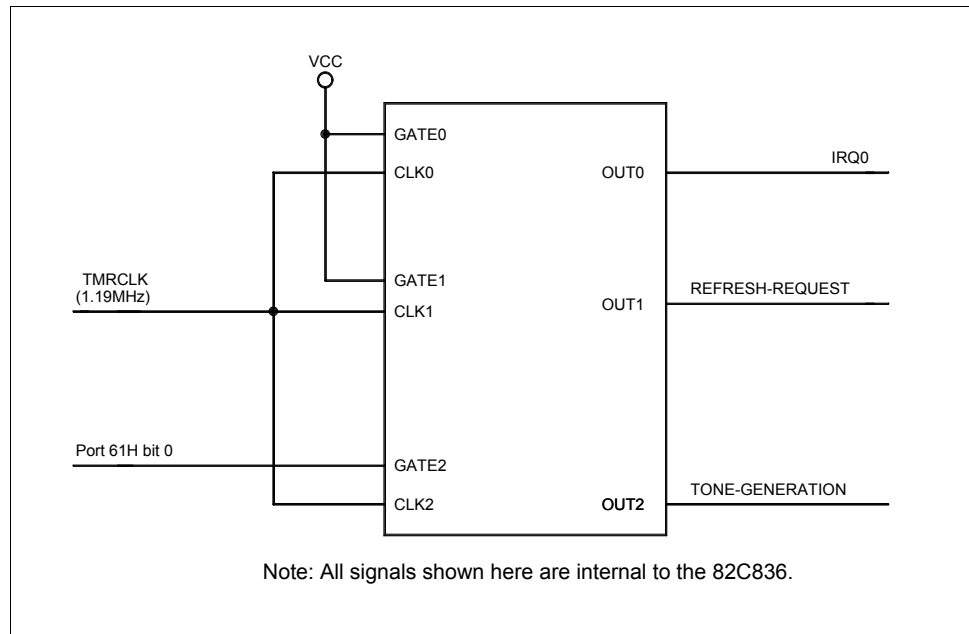 VCC
GATE0
IRQ0
CLK0
OUT0
TMRCLK
(1.19MHz)
GATE1
REFRESH-REQUEST
CLK1
OUT1
Port 61H bit 0
GATE2
TONE-GENERATION
CLK2
OUT2
Note: All signals shown here are internal to the 82C836.